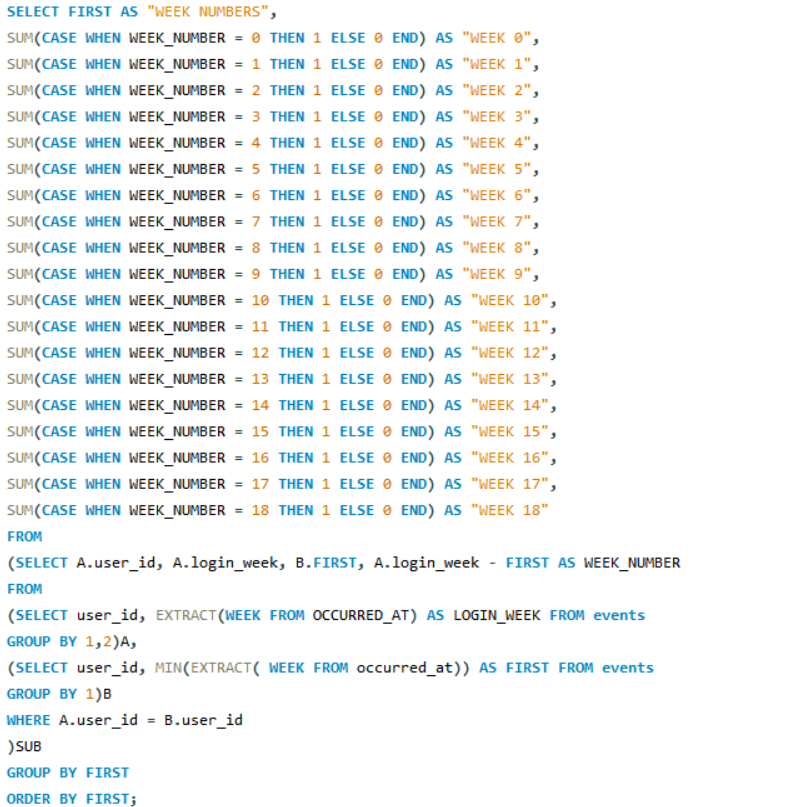 SELECT FIRST AS "WEEK NUMBERS",
SUM(CASE WHEN WEEK_NUMBER = 0 THEN 1 ELSE 0 END) AS "WEEK 0",
SUM(CASE WHEN WEEK_NUMBER = 1 THEN 1 ELSE 0 END) AS "WEEK 1",
SUM(CASE WHEN WEEK_NUMBER = 2 THEN 1 ELSE 0 END) AS "WEEK 2",
SUM(CASE WHEN WEEK_NUMBER = 3 THEN 1 ELSE 0 END) AS "WEEK 3",
SUM(CASE WHEN WEEK_NUMBER = 4 THEN 1 ELSE 0 END) AS "WEEK 4",
SUM(CASE WHEN WEEK_NUMBER = 5 THEN 1 ELSE 0 END) AS "WEEK 5",
SUM(CASE WHEN WEEK_NUMBER = 6 THEN 1 ELSE 0 END) AS "WEEK 6",
SUM(CASE WHEN WEEK_NUMBER = 7 THEN 1 ELSE 0 END) AS "WEEK 7",
SUM(CASE WHEN WEEK_NUMBER = 8 THEN 1 ELSE 0 END) AS "WEEK 8",
SUM(CASE WHEN WEEK_NUMBER = 9 THEN 1 ELSE 0 END) AS "WEEK 9",
SUM(CASE WHEN WEEK_NUMBER = 10 THEN 1 ELSE 0 END) AS "WEEK 10",
SUM(CASE WHEN WEEK_NUMBER = 11 THEN 1 ELSE 0 END) AS "WEEK 11",
SUM(CASE WHEN WEEK_NUMBER = 12 THEN 1 ELSE 0 END) AS "WEEK 12",
SUM(CASE WHEN WEEK_NUMBER = 13 THEN 1 ELSE 0 END) AS "WEEK 13",
SUM(CASE WHEN WEEK_NUMBER = 14 THEN 1 ELSE 0 END) AS "WEEK 14",
SUM(CASE WHEN WEEK_NUMBER = 15 THEN 1 ELSE 0 END) AS "WEEK 15",
SUM(CASE WHEN WEEK_NUMBER = 16 THEN 1 ELSE 0 END) AS "WEEK 16",
SUM(CASE WHEN WEEK_NUMBER = 17 THEN 1 ELSE 0 END) AS "WEEK 17",
SUM(CASE WHEN WEEK_NUMBER = 18 THEN 1 ELSE 0 END) AS "WEEK 18"
FROM
(SELECT A.user_id, A.login_week, B.FIRST, A.login_week - FIRST AS WEEK_NUMBER
FROM
(SELECT user_id, EXTRACT(WEEK FROM OCCURRED_AT) AS LOGIN_WEEK FROM events
GROUP BY 1,2)A,
(SELECT user_id, MIN(EXTRACT( WEEK FROM occurred_at)) AS FIRST FROM events
GROUP BY 1)B
WHERE A.user_id = B.user_id
)SUB
GROUP BY FIRST
ORDER BY FIRST;